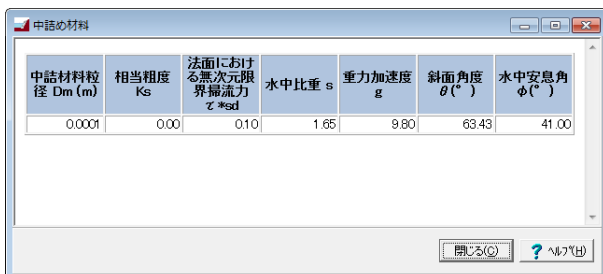 中詰め材料
中詰材料粒
径 Dm (m)
相当粗度
Ks
法面におけ
る無次元限
界掃流力
τ *sd
水中比重 s
重力加速度
g
斜面角度
θ(° )
水中安息角
φ(° )
0.0001
0.00
0.10
1.65
9.80
63.43
41.00
閉じる(C)
? ヘルプ(H)